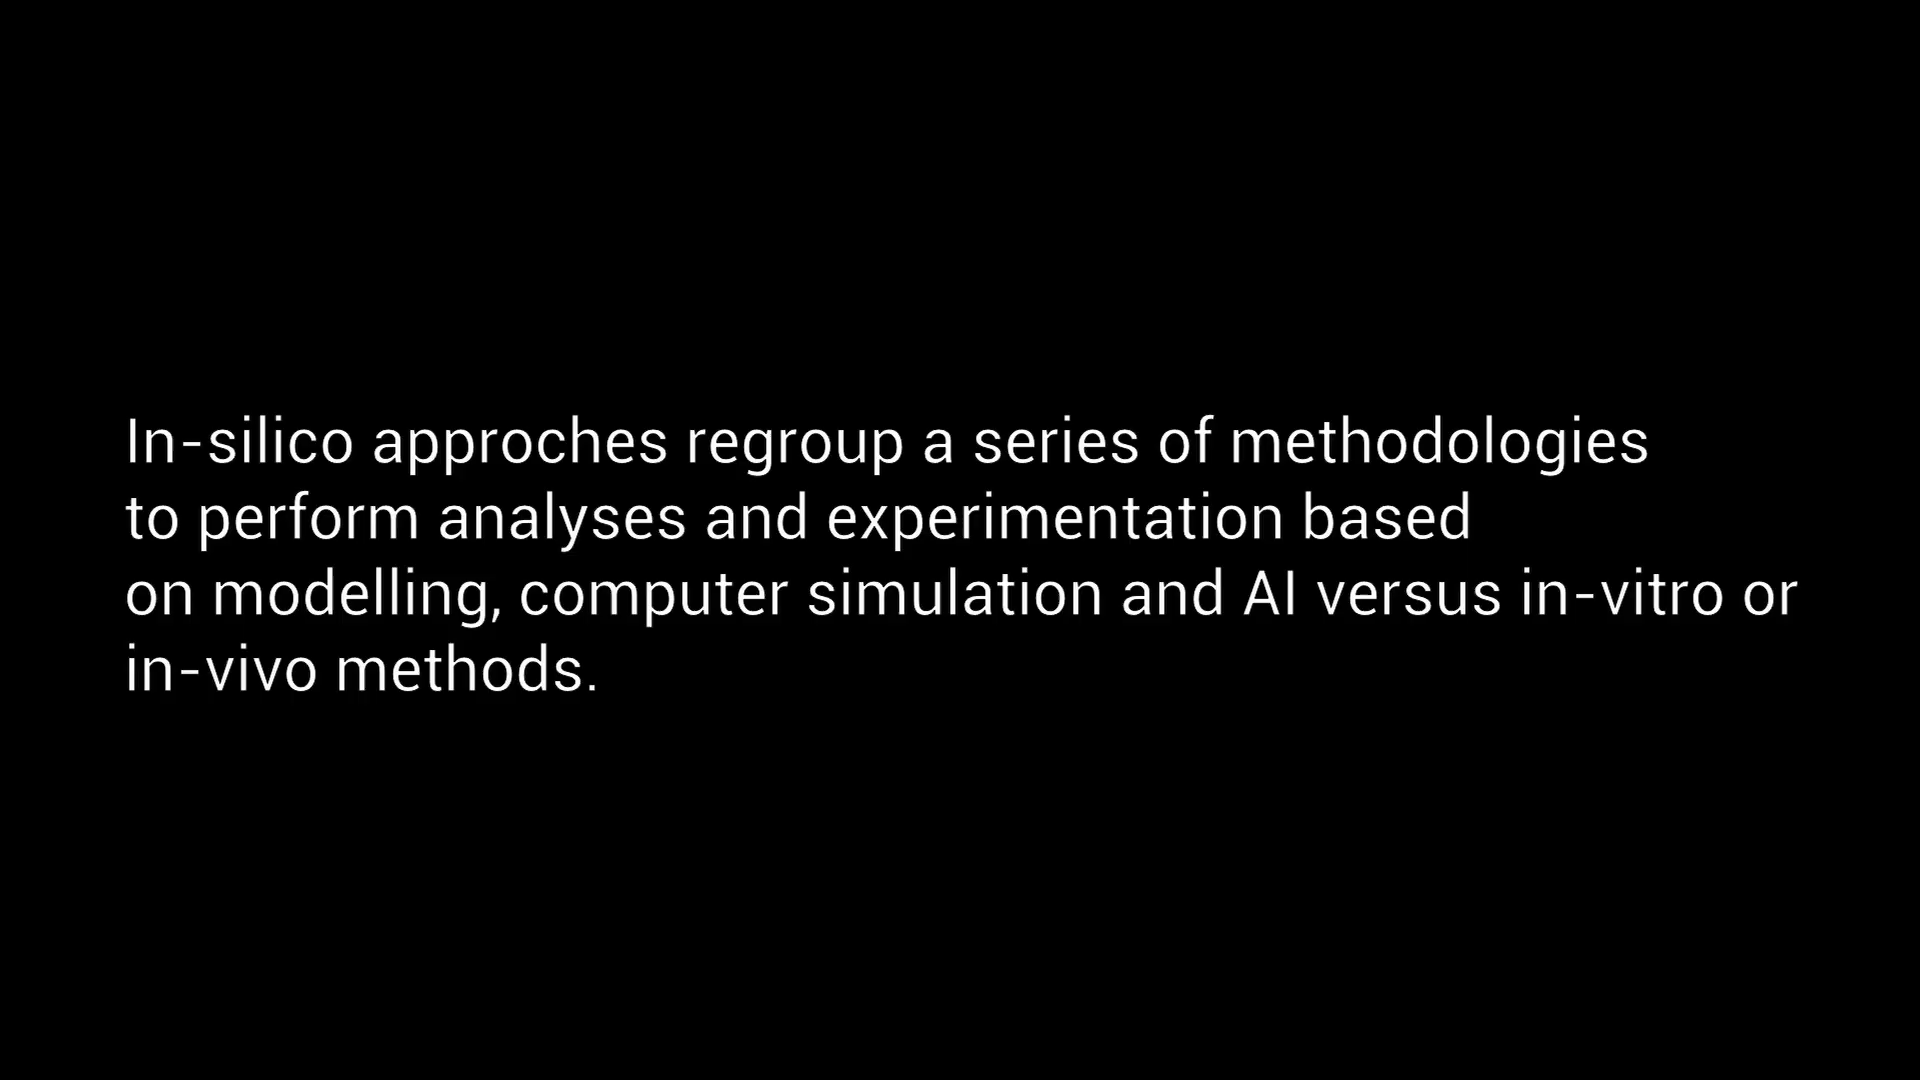 In-silico approches regroup a series of methodologies
to perform analyses and experimentation based
on modelling, computer simulation and AI versus in-vitro or
in-vivo methods.